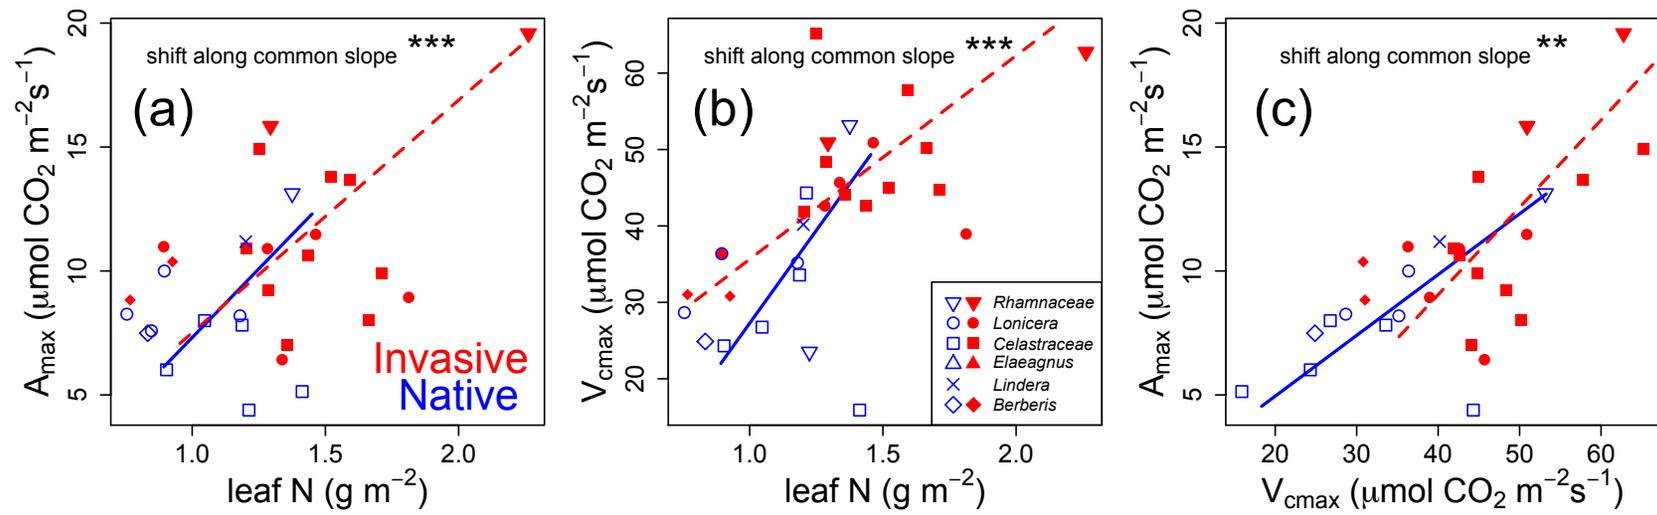 shift along common slope ***
(a)
Invasive
Native
20
15
10
5
Amax (μmol CO2 m−2s−1)
1.0 1.5 2.0
leaf N (g m−2)
shift along common slope ***
(b)
60
50
40
30
20
Vcmax (μmol CO2 m−2s−1)
Rhamnaceae
Lonicera
Celastraceae
Elaeagnus
Lindera
Berberis
1.0 1.5 2.0
leaf N (g m−2)
shift along common slope **
(c)
20
15
10
5
Amax (μmol CO2 m−2s−1)
20 30 40 50 60
Vcmax (μmol CO2 m−2s−1)